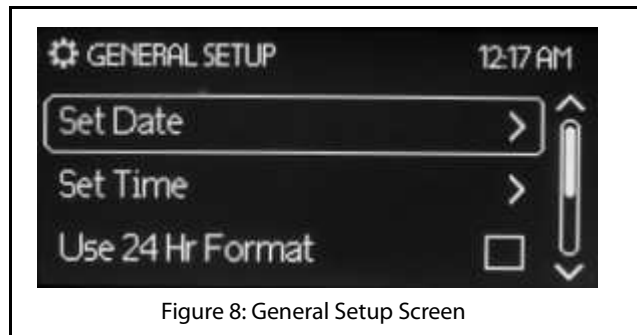 GENERAL SETUP 12:17 AM
Set Date
Set Time
Use 24 Hr Format
Figure 8: General Setup Screen